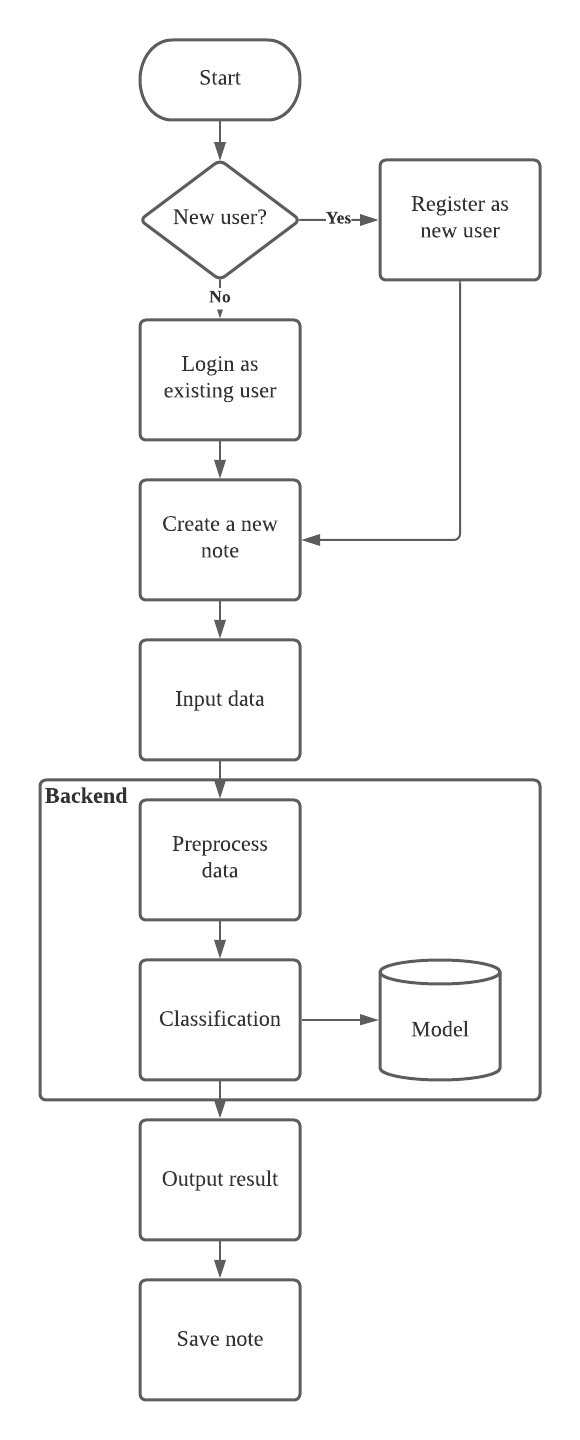 Start
New user?
Yes
Register as
new user
No
Login as
existing user
Create a new
note
Input data
Backend
Preprocess
data
Classification
Model
Output result
Save note